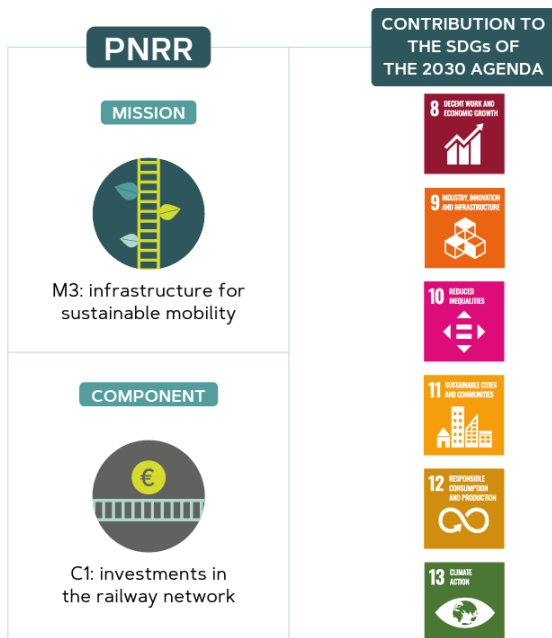 PNRR
MISSION
M3: infrastructure for
sustainable mobility
COMPONENT
€
C1: investments in
the railway network
CONTRIBUTION TO
THE SDGs OF
THE 2030 AGENDA
8 DECENT WORK AND
ECONOMIC GROWTH
9 INDUSTRY, INNOVATION
AND INFRASTRUCTURE
10 REDUCED
INEQUALITIES
11 SUSTAINABLE CITIES
AND COMMUNITIES
12 RESPONSIBLE
CONSUMPTION
AND PRODUCTION
13 CLIMATE
ACTION